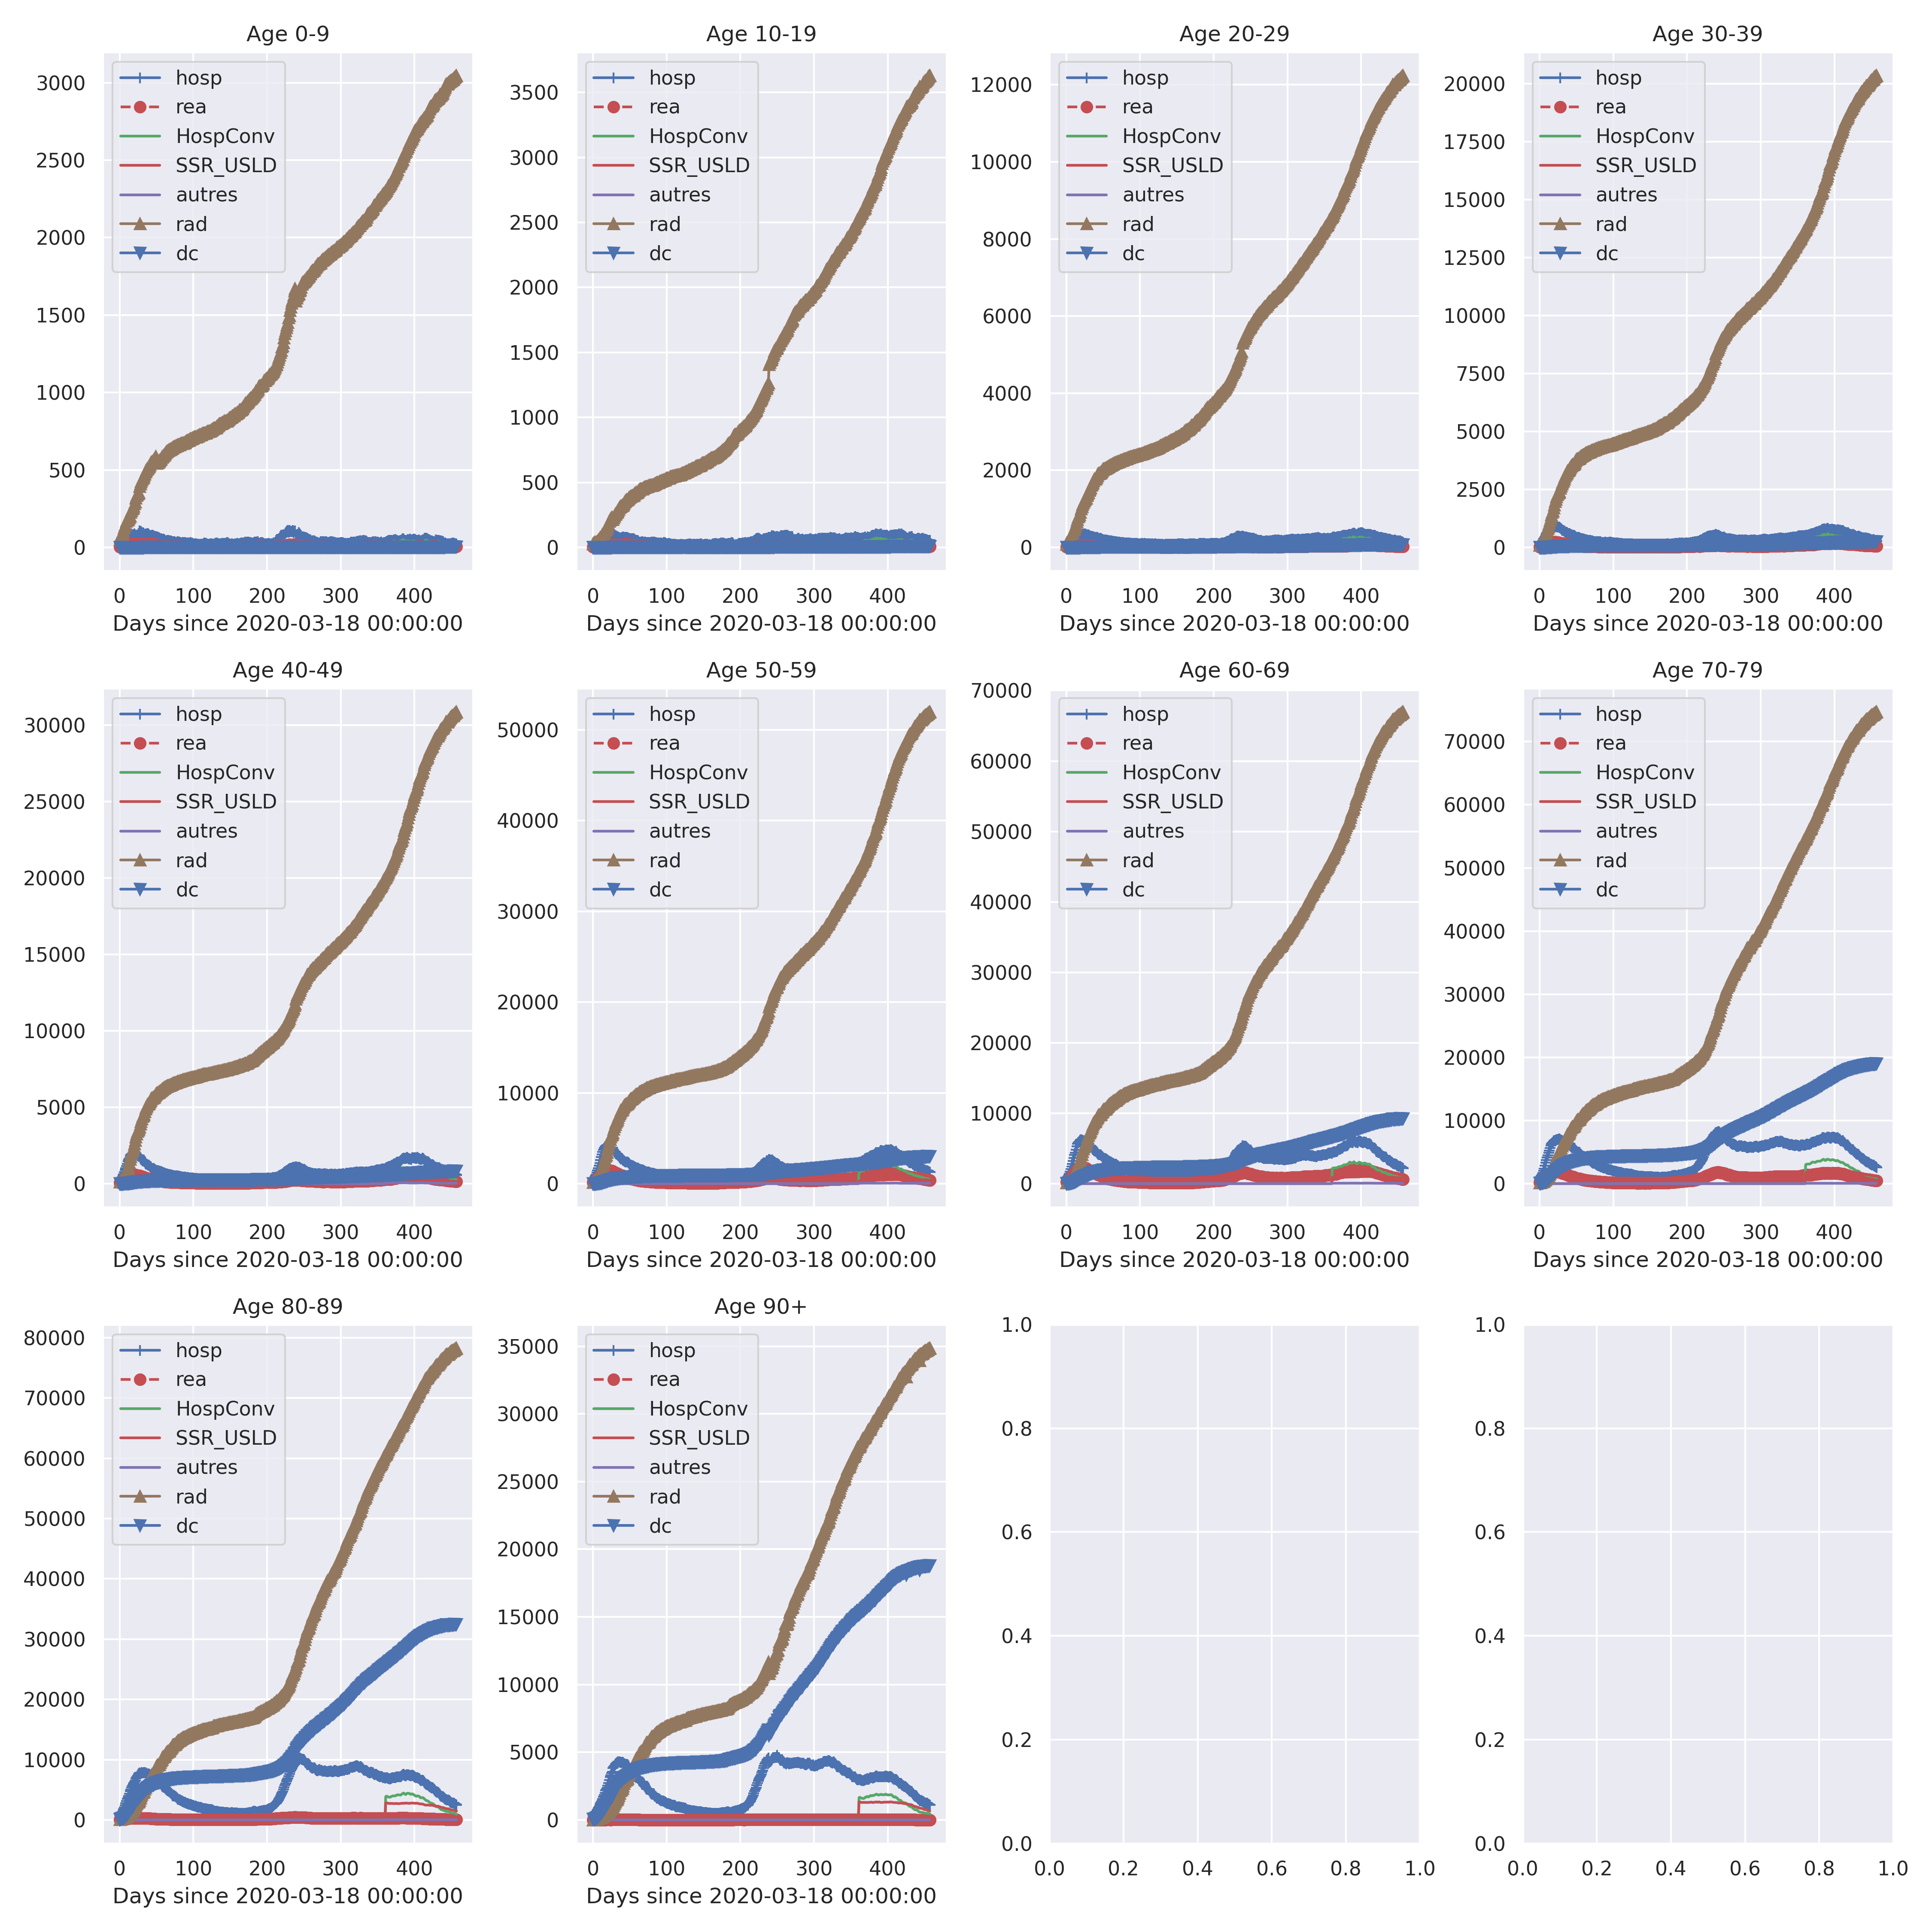 Age 0-9
3000
2500
2000
1500
1000
500
0
hosp
rea
HospConv
SSR_USLD
autres
rad
dc
0 100 200 300 400
Days since 2020-03-18 00:00:00
Age 10-19
3500
3000
2500
2000
1500
1000
500
0
hosp
rea
HospConv
SSR_USLD
autres
rad
dc
0 100 200 300 400
Days since 2020-03-18 00:00:00
Age 20-29
12000
10000
8000
6000
4000
2000
0
hosp
rea
HospConv
SSR_USLD
autres
rad
dc
0 100 200 300 400
Days since 2020-03-18 00:00:00
Age 30-39
20000
17500
15000
12500
10000
7500
5000
2500
0
hosp
rea
HospConv
SSR_USLD
autres
rad
dc
0 100 200 300 400
Days since 2020-03-18 00:00:00
Age 40-49
30000
25000
20000
15000
10000
5000
0
hosp
rea
HospConv
SSR_USLD
autres
rad
dc
0 100 200 300 400
Days since 2020-03-18 00:00:00
Age 50-59
50000
40000
30000
20000
10000
0
hosp
rea
HospConv
SSR_USLD
autres
rad
dc
0 100 200 300 400
Days since 2020-03-18 00:00:00
Age 60-69
70000
60000
50000
40000
30000
20000
10000
0
hosp
rea
HospConv
SSR_USLD
autres
rad
dc
0 100 200 300 400
Days since 2020-03-18 00:00:00
Age 70-79
70000
60000
50000
40000
30000
20000
10000
0
hosp
rea
HospConv
SSR_USLD
autres
rad
dc
0 100 200 300 400
Days since 2020-03-18 00:00:00
Age 80-89
80000
70000
60000
50000
40000
30000
20000
10000
0
hosp
rea
HospConv
SSR_USLD
autres
rad
dc
0 100 200 300 400
Days since 2020-03-18 00:00:00
Age 90+
35000
30000
25000
20000
15000
10000
5000
0
hosp
rea
HospConv
SSR_USLD
autres
rad
dc
0 100 200 300 400
Days since 2020-03-18 00:00:00
1.0
0.8
0.6
0.4
0.2
0.0
0.0 0.2 0.4 0.6 0.8 1.0
1.0
0.8
0.6
0.4
0.2
0.0
0.0 0.2 0.4 0.6 0.8 1.0